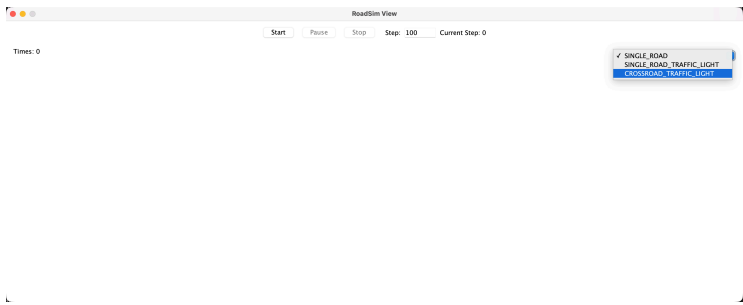 RoadSim View
Start Pause Stop Step: 100 Current Step: 0
Times: 0
✓ SINGLE_ROAD
SINGLE_ROAD_TRAFFIC_LIGHT
CROSSROAD_TRAFFIC_LIGHT